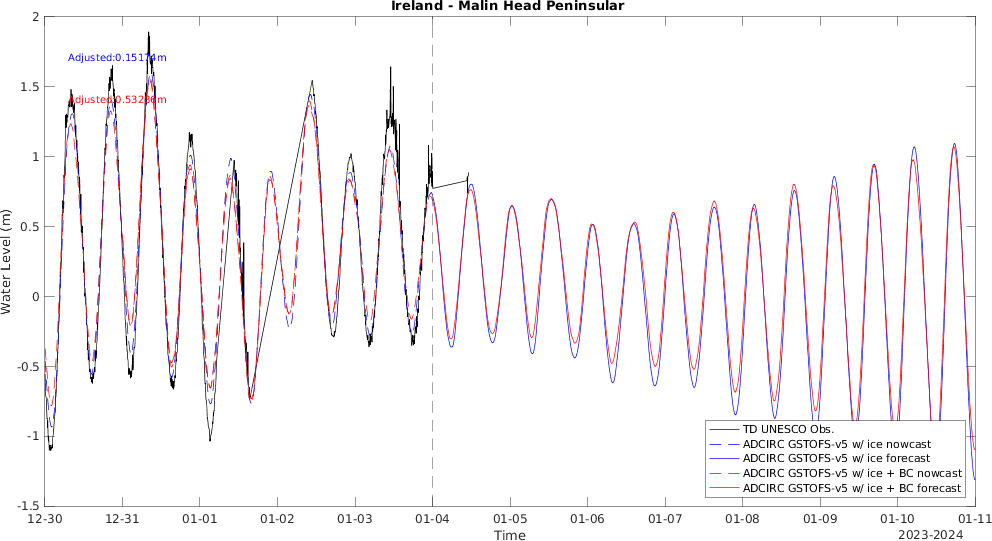 Ireland - Malin Head Peninsular
Water Level (m)
2
1.5
1
0.5
0
-0.5
-1
-1.5
Adjusted:0.15174m
TD UNESCO Obs.
ADCIRC GSTOFS-v5 w/ ice nowcast
ADCIRC GSTOFS-v5 w/ ice forecast
ADCIRC GSTOFS-v5 w/ ice + BC nowcast
ADCIRC GSTOFS-v5 w/ ice + BC forecast
12-30 12-31 01-01 01-02 01-03 01-04 01-05 01-06 01-07 01-08 01-09 01-10 01-11
Time
2023-2024